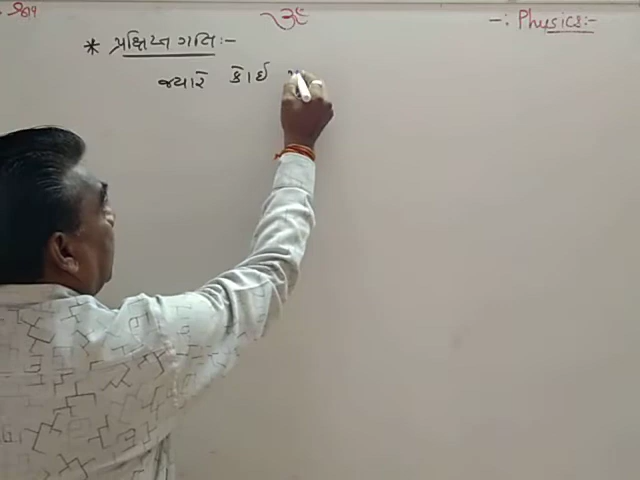 ૐ -: Physics:-
* પ્રક્ષિપ્ત ગતિ:-
જ્યારે કોઈ